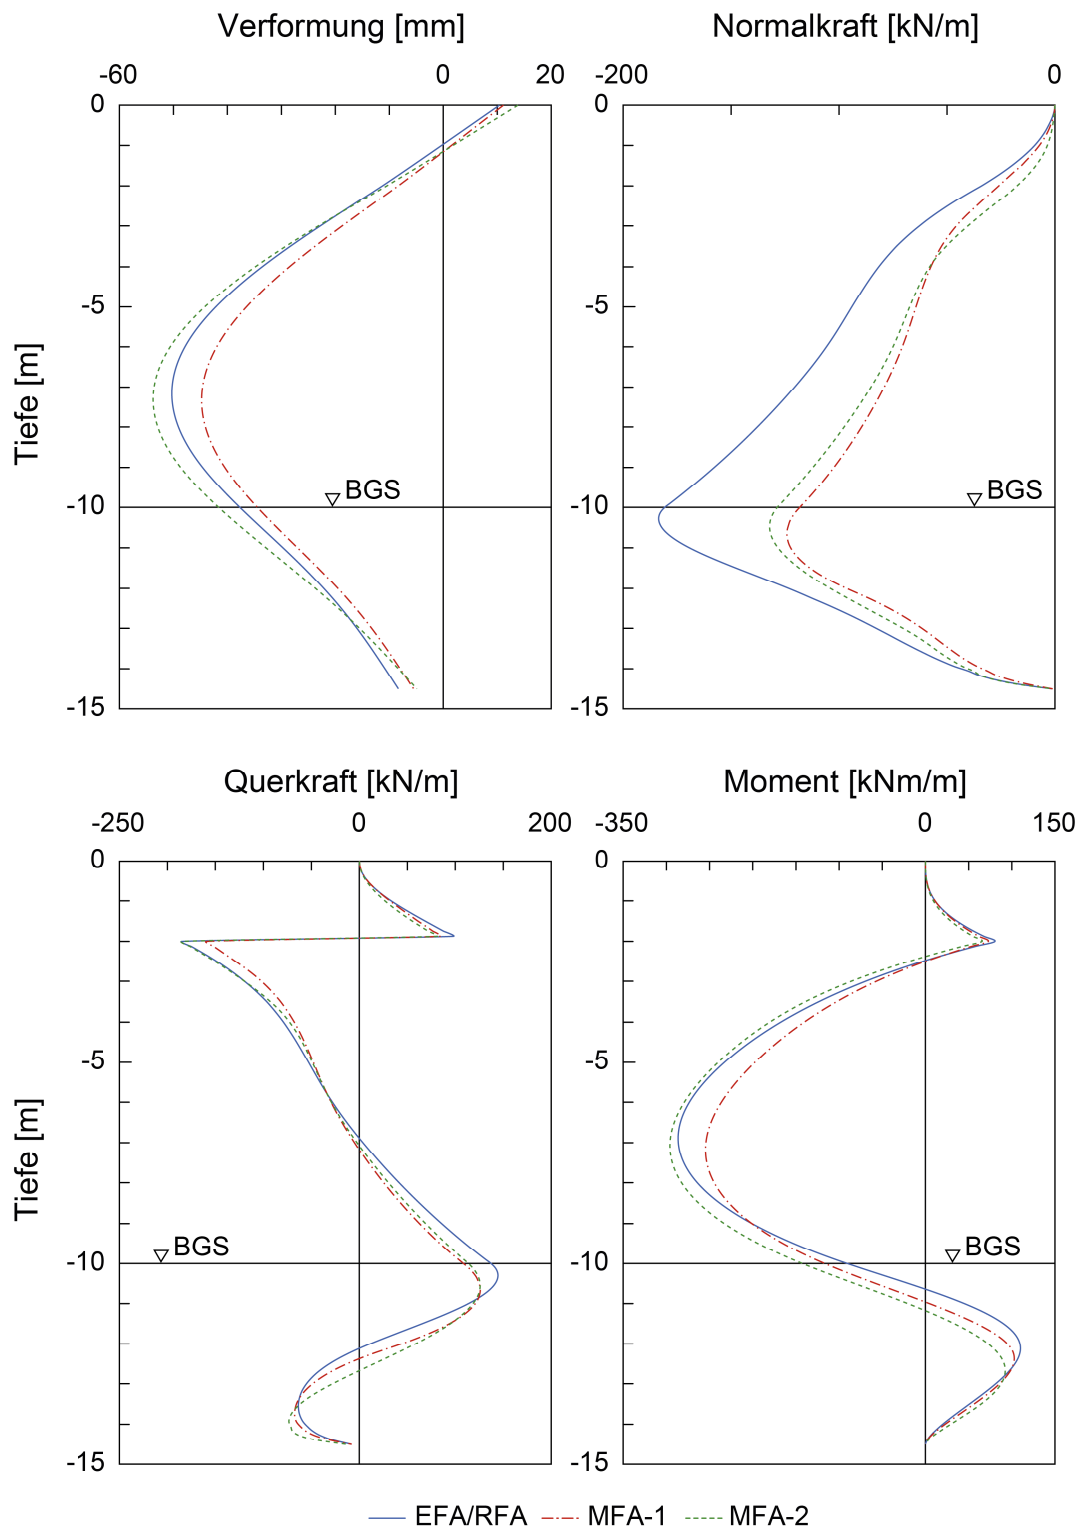 Verformung [mm]
Normalkraft [kN/m]
-60 0 20
-200 0
0
0
-5
-5
Tiefe [m]
BGS
BGS
-10
-10
-15
-15
Querkraft [kN/m]
Moment [kNm/m]
-250 0 200
-350 0 150
0
0
-5
-5
Tiefe [m]
BGS
BGS
-10
-10
-15
-15
EFA/RFA MFA-1 MFA-2